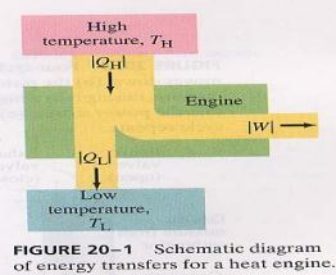 High
temperature, T_H
|Q_H|
Engine
|W|
|Q_L|
Low
temperature,
T_L
FIGURE 20–1 Schematic diagram
of energy transfers for a heat engine.